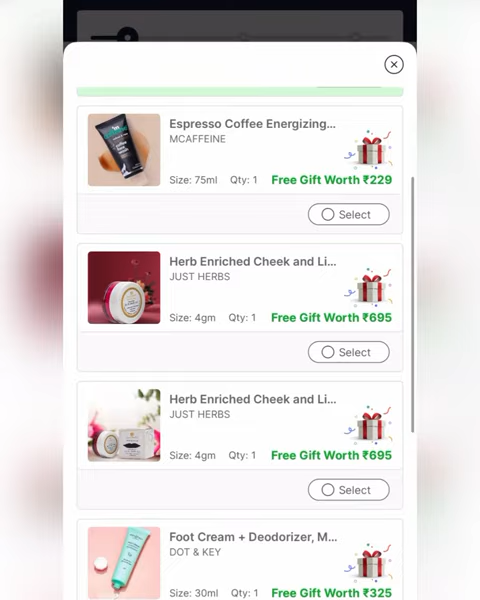 Espresso Coffee Energizing...
MCAFFEINE
Size: 75ml Qty: 1 Free Gift Worth ₹229
Select
Herb Enriched Cheek and Li...
JUST HERBS
Size: 4gm Qty: 1 Free Gift Worth ₹695
Select
Herb Enriched Cheek and Li...
JUST HERBS
Size: 4gm Qty: 1 Free Gift Worth ₹695
Select
Foot Cream + Deodorizer, M...
DOT & KEY
Size: 30ml Qty: 1 Free Gift Worth ₹325